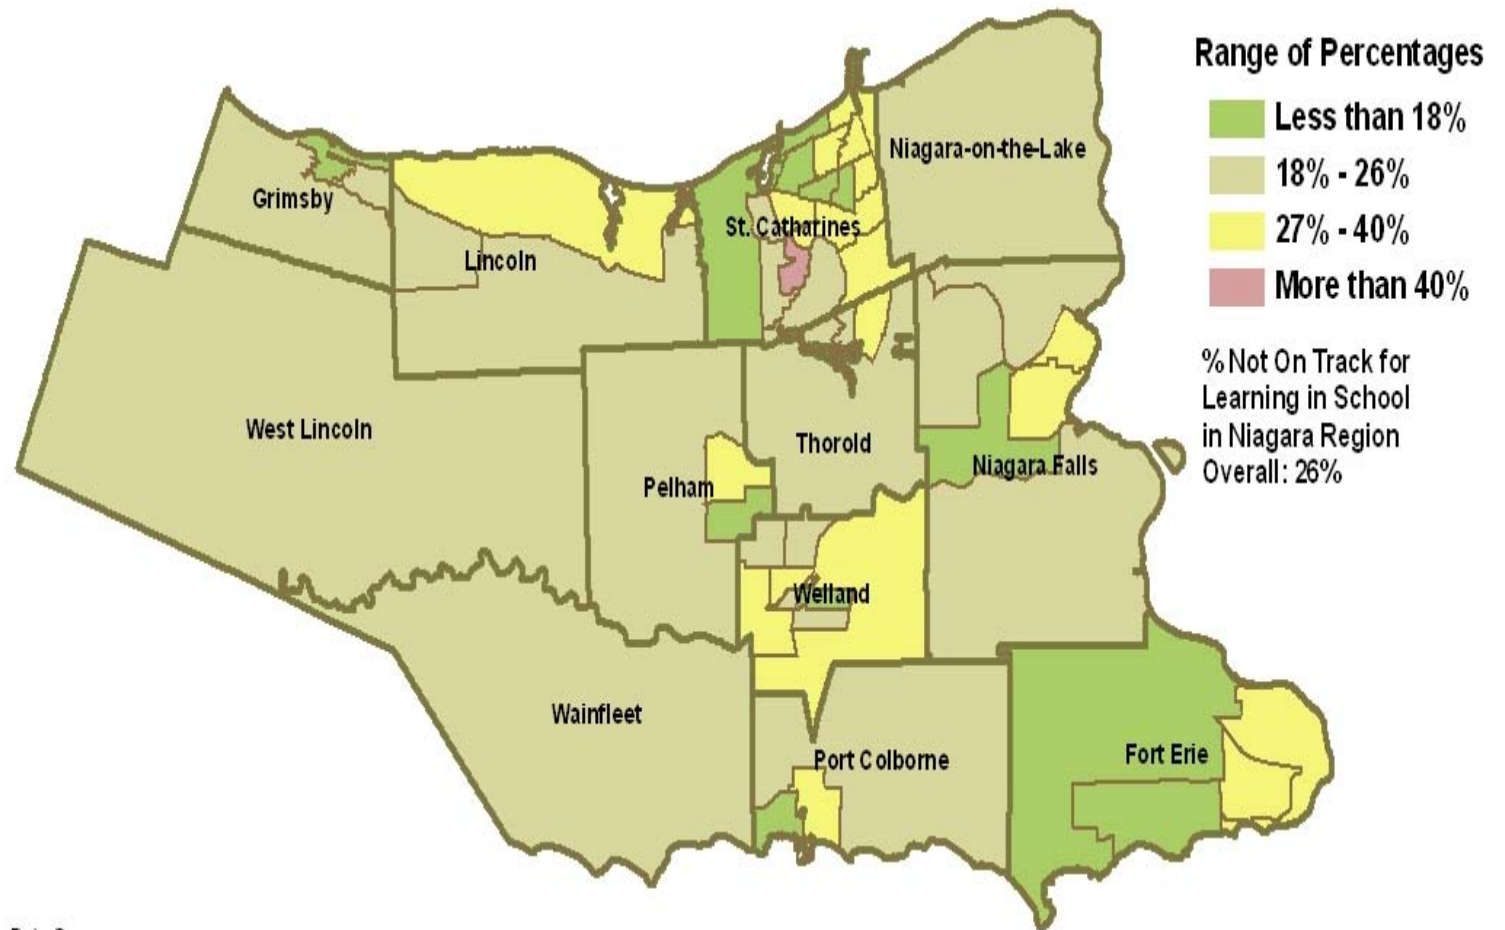 Range of Percentages
Less than 18%
18% - 26%
27% - 40%
More than 40%
% Not On Track for
Learning in School
in Niagara Region
Overall: 26%
Niagara-on-the-Lake
Grimsby
St. Catharines
Lincoln
West Lincoln
Thorold
Niagara Falls
Pelham
Welland
Wainfleet
Port Colborne
Fort Erie